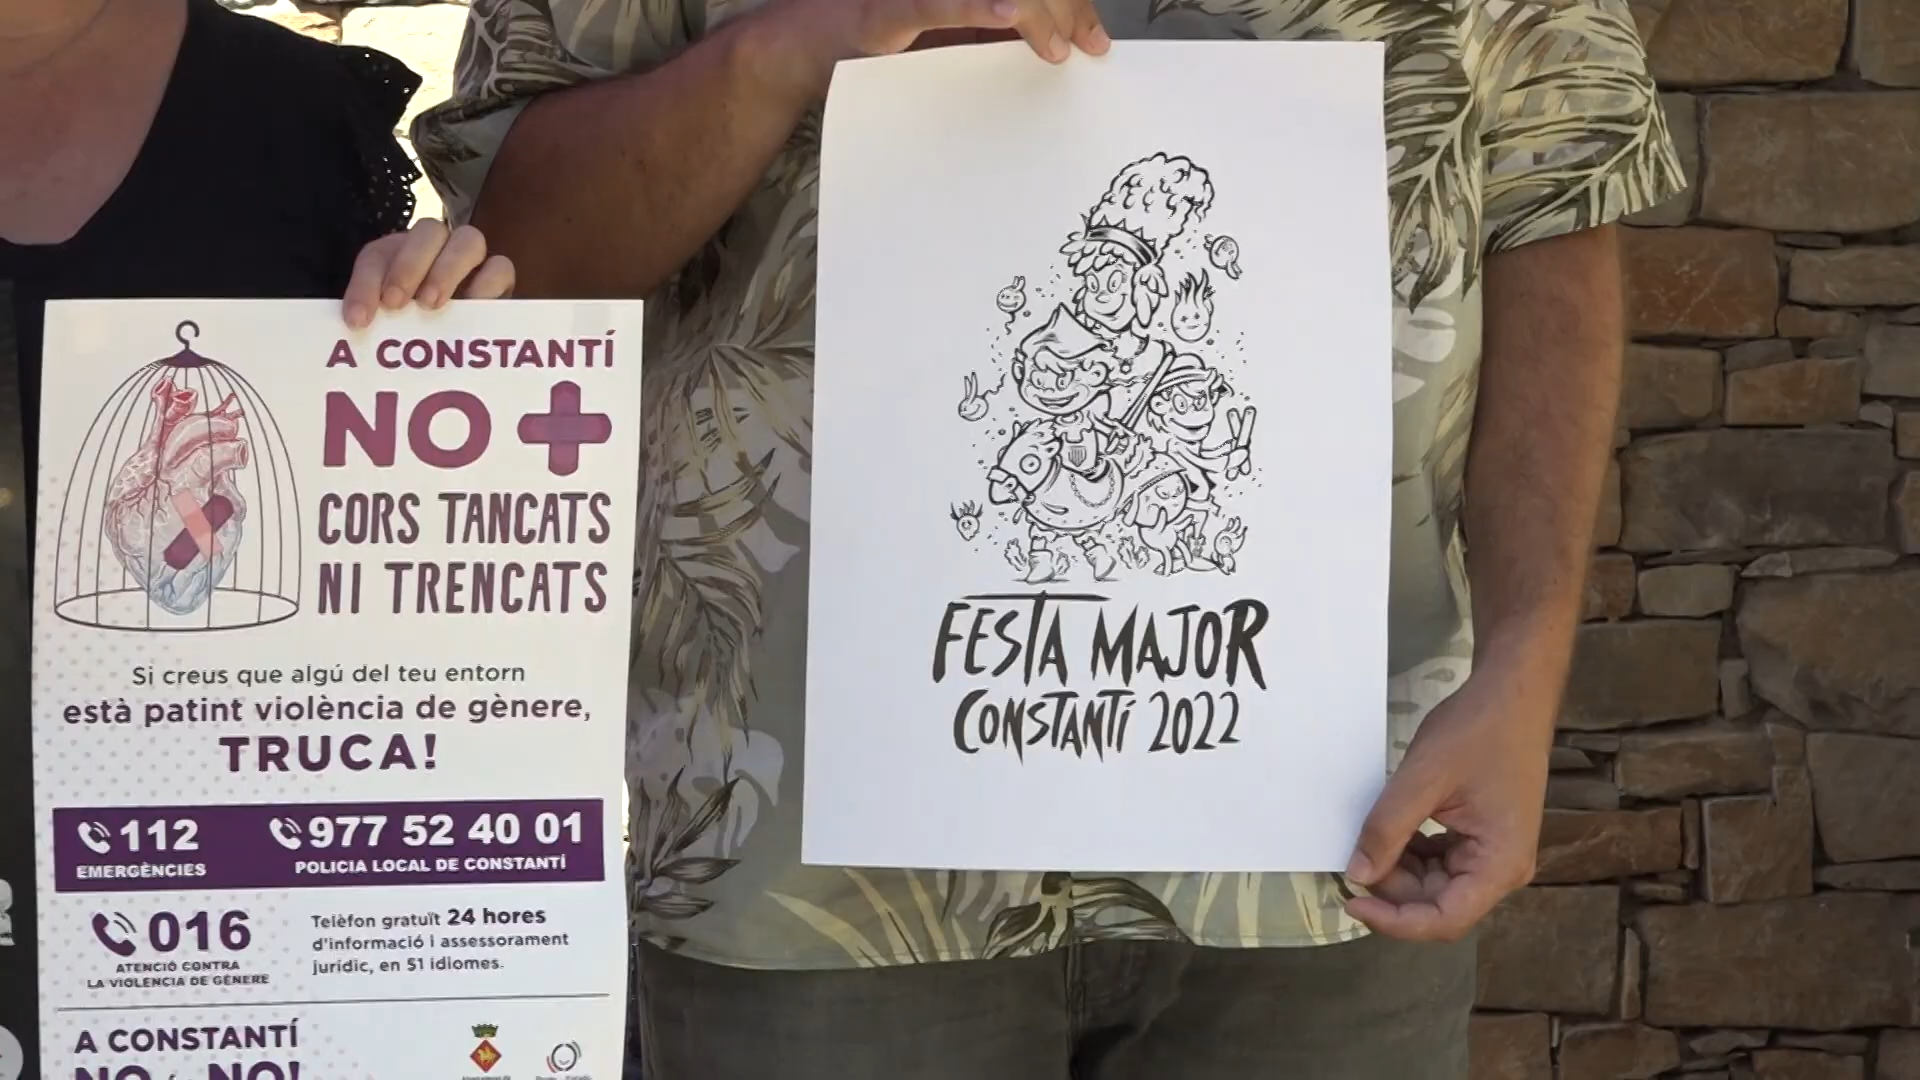 A CONSTANTÍ
NO +
CORS TANCATS
NI TRENCATS
Si creus que algú del teu entorn
està patint violència de gènere,
TRUCA!
112
EMERGÈNCIES
977 52 40 01
POLICIA LOCAL DE CONSTANTÍ
016
ATENCIÓ CONTRA
LA VIOLÈNCIA DE GÈNERE
Telèfon gratuït 24 hores
d'informació i assessorament
jurídic, en 51 idiomes.
A CONSTANTÍ
FESTA MAJOR
CONSTANTÍ 2022